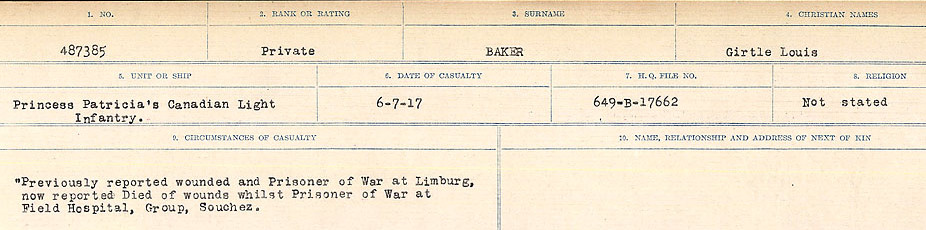 1. NO.
2. RANK OR RATING
3. SURNAME
4. CHRISTIAN NAMES
487385
Private
BAKER
Girtle Louis
5. UNIT OR SHIP
6. DATE OF CASUALTY
7. H.Q. FILE NO.
8. RELIGION
Princess Patricia's Canadian Light
Infantry.
6-7-17
649-B-17662
Not stated
9. CIRCUMSTANCES OF CASUALTY
10. NAME, RELATIONSHIP AND ADDRESS OF NEXT OF KIN
"Previously reported wounded and Prisoner of War at Limburg,
now reported Died of wounds whilst Prisoner of War at
Field Hospital, Group, Souchez.